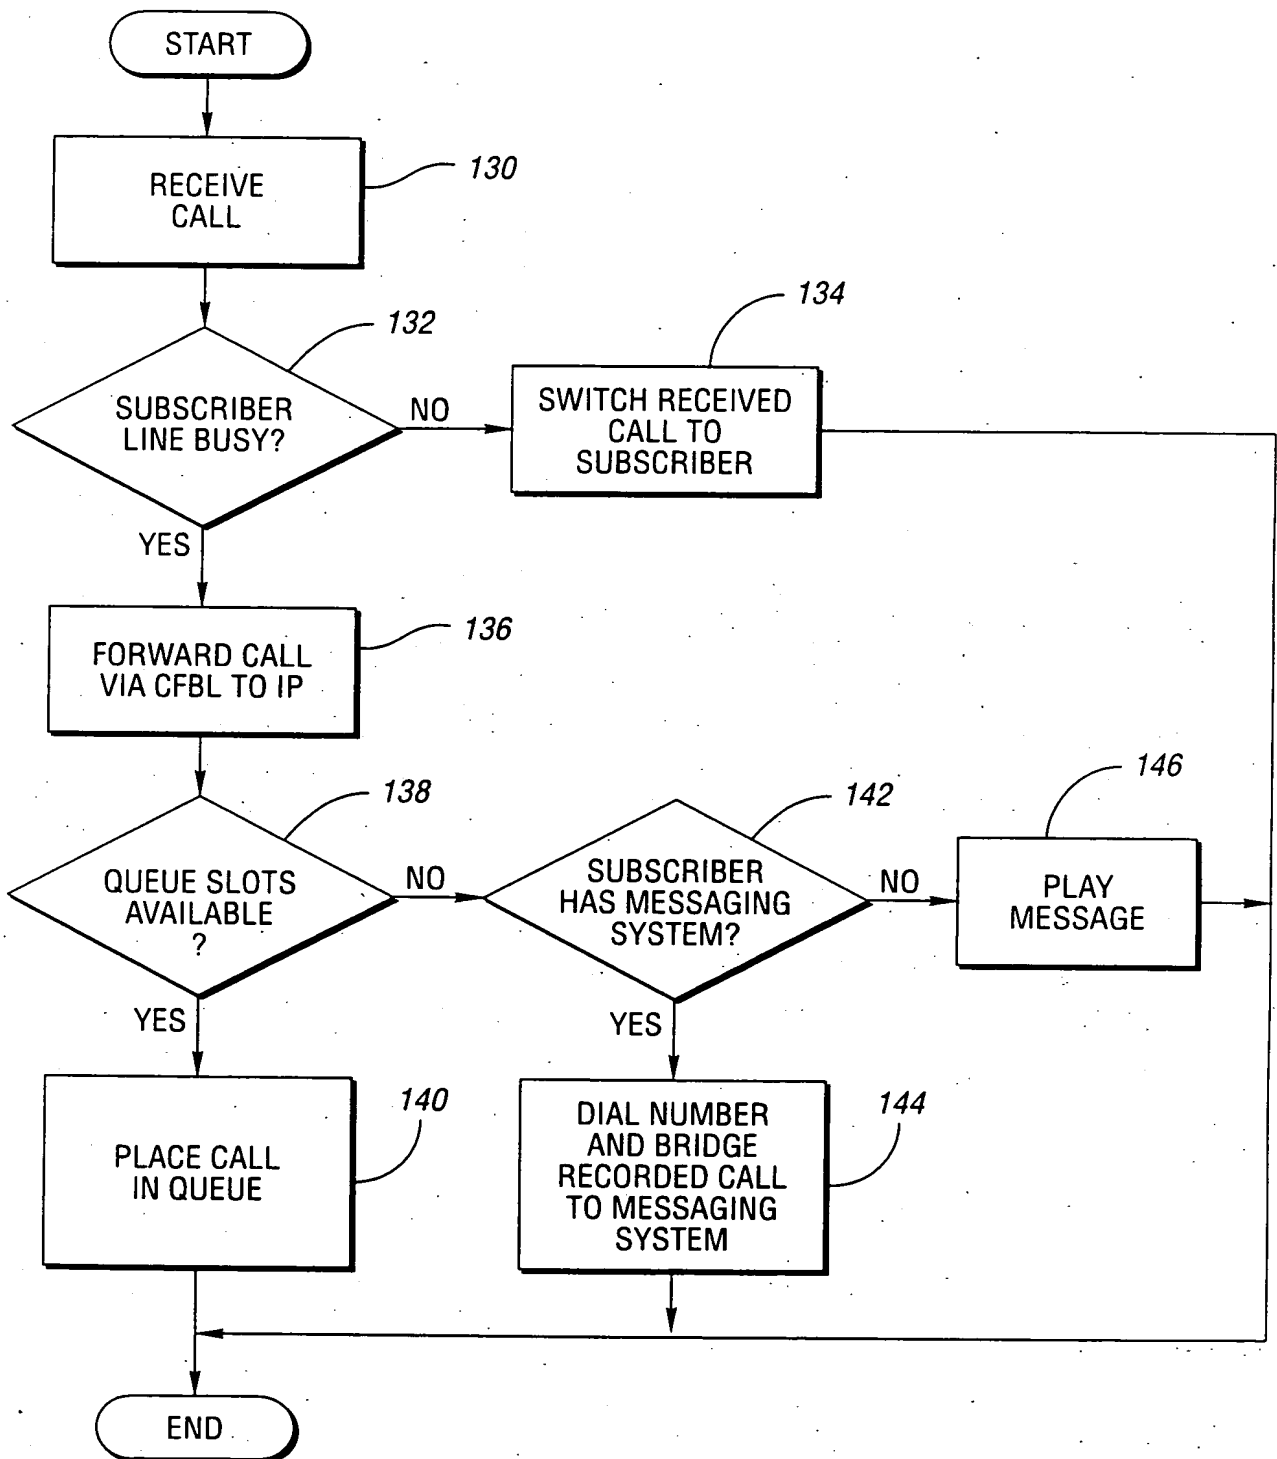 START
RECEIVE
CALL
130
SUBSCRIBER
LINE BUSY?
132
NO
SWITCH RECEIVED
CALL TO
SUBSCRIBER
134
YES
FORWARD CALL
VIA CFBL TO IP
136
QUEUE SLOTS
AVAILABLE
?
138
NO
SUBSCRIBER
HAS MESSAGING
SYSTEM?
142
NO
PLAY
MESSAGE
146
YES
PLACE CALL
IN QUEUE
140
YES
DIAL NUMBER
AND BRIDGE
RECORDED CALL
TO MESSAGING
SYSTEM
144
END